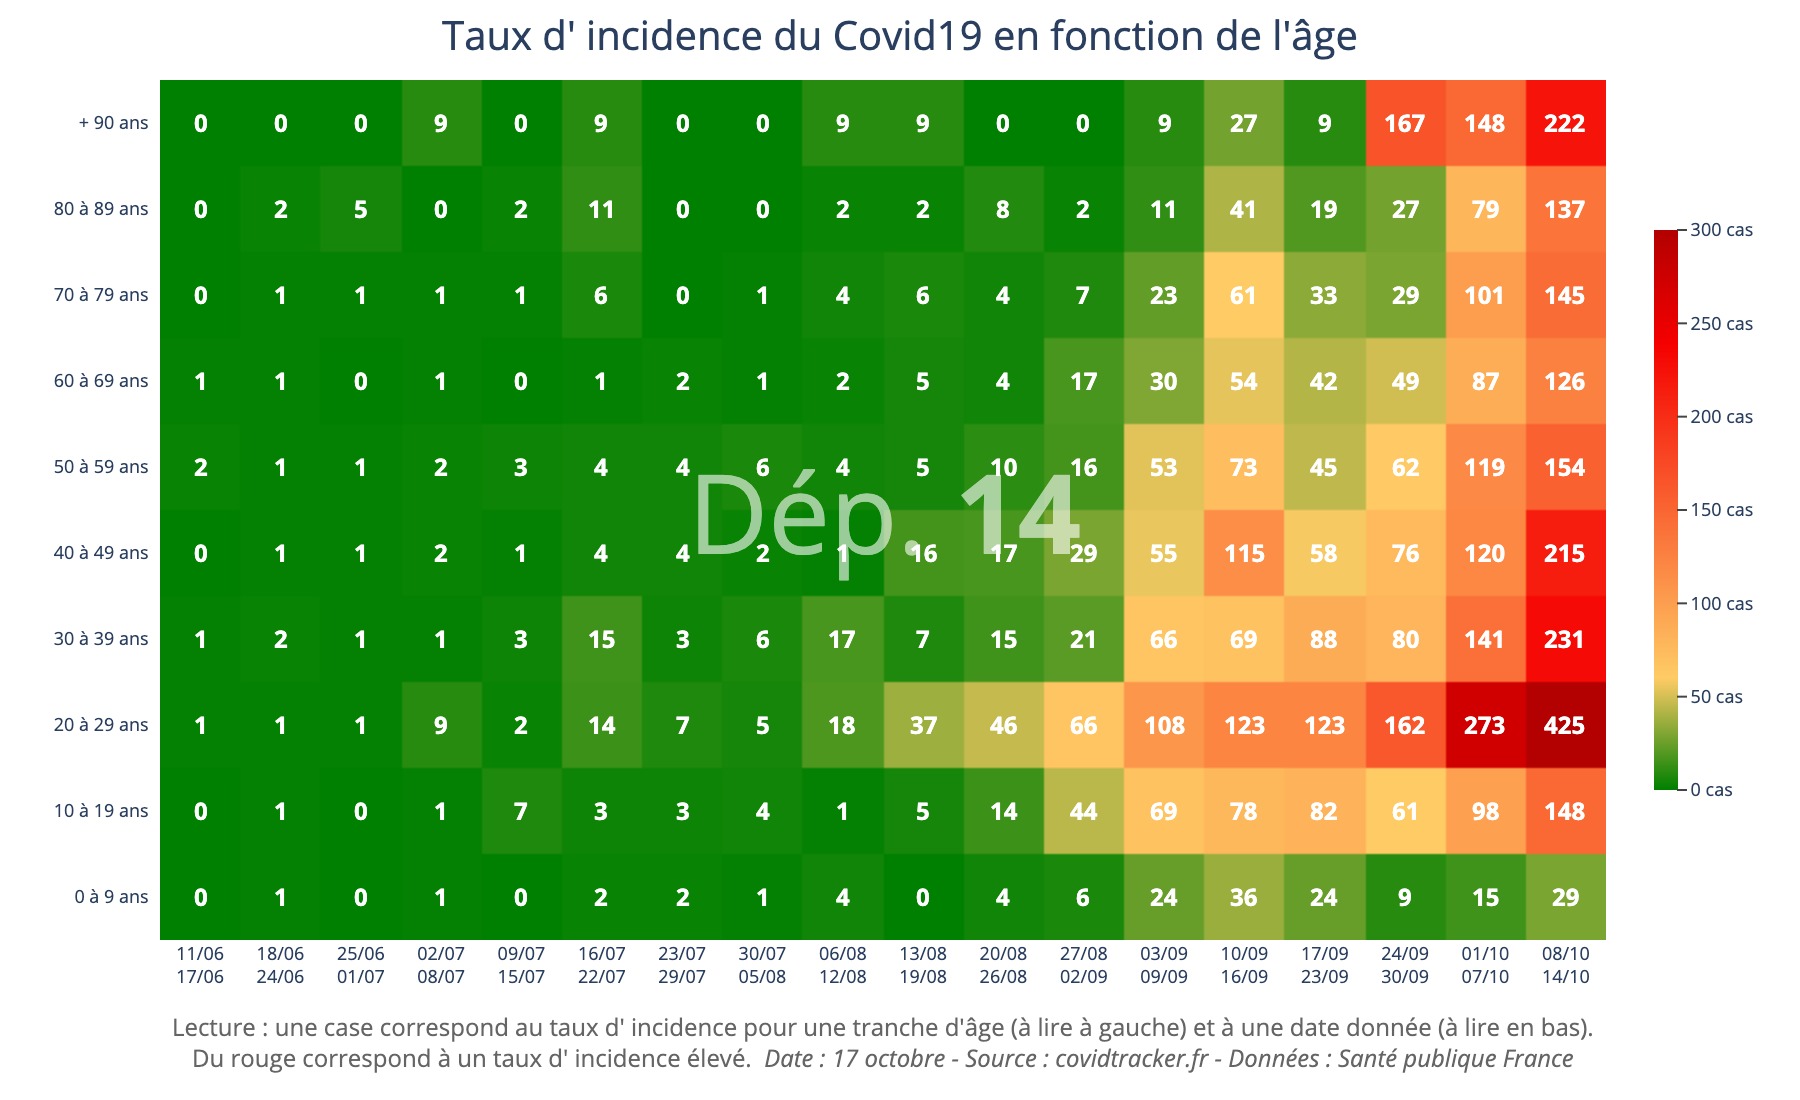 Taux d' incidence du Covid19 en fonction de l'âge
+ 90 ans 0 0 0 9 0 9 0 0 9 9 0 0 9 27 9 167 148 222
80 à 89 ans 0 2 5 0 2 11 0 0 2 2 8 2 11 41 19 27 79 137
70 à 79 ans 0 1 1 1 1 6 0 1 4 6 4 7 23 61 33 29 101 145
60 à 69 ans 1 1 0 1 0 1 2 1 2 5 4 17 30 54 42 49 87 126
50 à 59 ans 2 1 1 2 3 4 4 6 4 5 10 16 53 73 45 62 119 154
Dép. 14
40 à 49 ans 0 1 1 2 1 4 4 2 1 16 17 29 55 115 58 76 120 215
30 à 39 ans 1 2 1 1 3 15 3 6 17 7 15 21 66 69 88 80 141 231
20 à 29 ans 1 1 1 9 2 14 7 5 18 37 46 66 108 123 123 162 273 425
10 à 19 ans 0 1 0 1 7 3 3 4 1 5 14 44 69 78 82 61 98 148
0 à 9 ans 0 1 0 1 0 2 2 1 4 0 4 6 24 36 24 9 15 29
11/06 18/06 25/06 02/07 09/07 16/07 23/07 30/07 06/08 13/08 20/08 27/08 03/09 10/09 17/09 24/09 01/10 08/10
17/06 24/06 01/07 08/07 15/07 22/07 29/07 05/08 12/08 19/08 26/08 02/09 09/09 16/09 23/09 30/09 07/10 14/10
300 cas
250 cas
200 cas
150 cas
100 cas
50 cas
0 cas
Lecture : une case correspond au taux d' incidence pour une tranche d'âge (à lire à gauche) et à une date donnée (à lire en bas).
Du rouge correspond à un taux d' incidence élevé. Date : 17 octobre - Source : covidtracker.fr - Données : Santé publique France